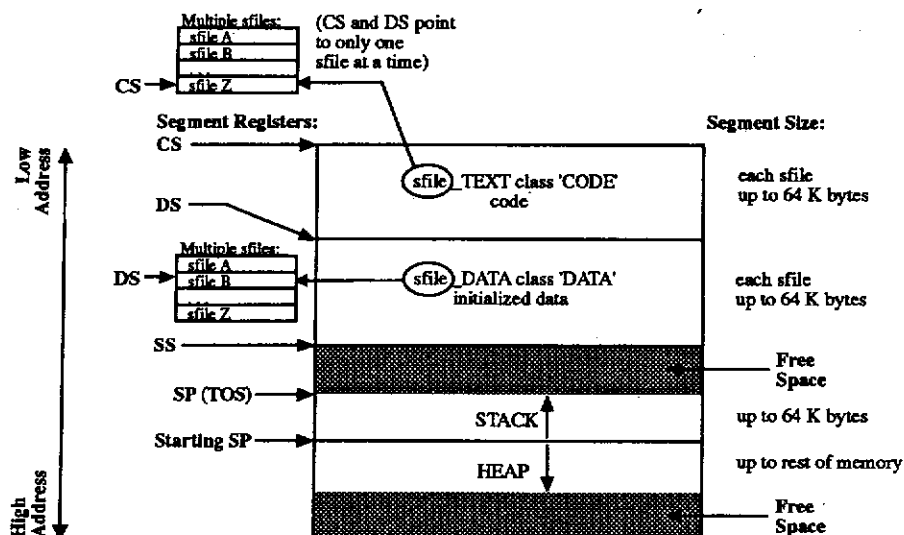 Multiple sfiles:
sfile A
sfile B
...
sfile Z
(CS and DS point
to only one
sfile at a time)
CS
Segment Registers:
Segment Size:
CS
Low
Address
sfile _TEXT class 'CODE'
code
each sfile
up to 64 K bytes
DS
Multiple sfiles:
sfile A
sfile B
...
sfile Z
DS
sfile _DATA class 'DATA'
initialized data
each sfile
up to 64 K bytes
SS
Free
Space
SP (TOS)
STACK
up to 64 K bytes
Starting SP
HEAP
up to rest of memory
High
Address
Free
Space